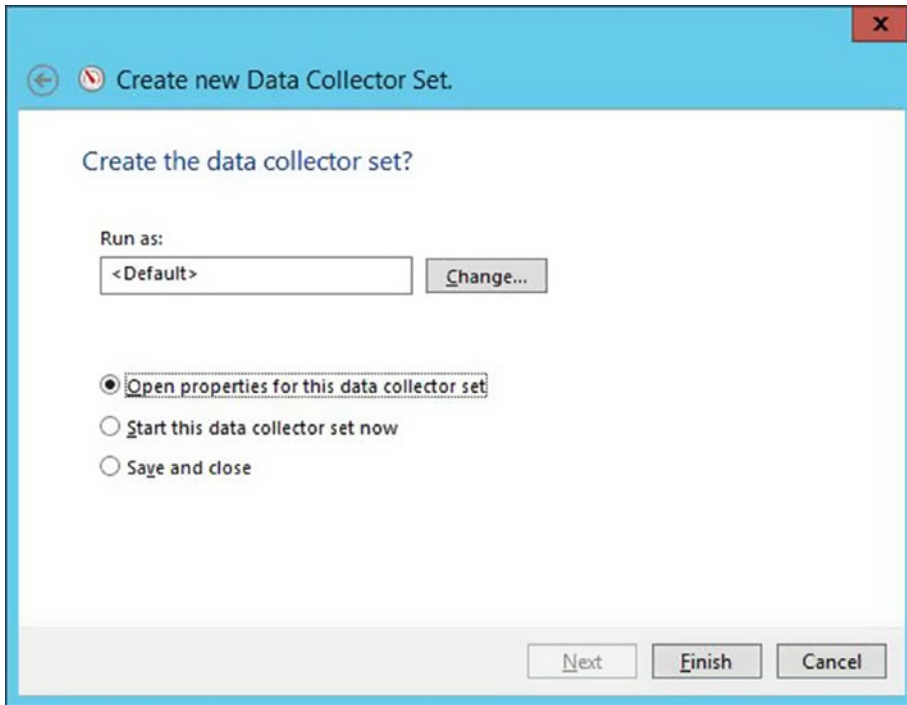 X
Create new Data Collector Set.
Create the data collector set?
Run as:
<Default>
Change...
Open properties for this data collector set
Start this data collector set now
Save and close
Next
Finish
Cancel